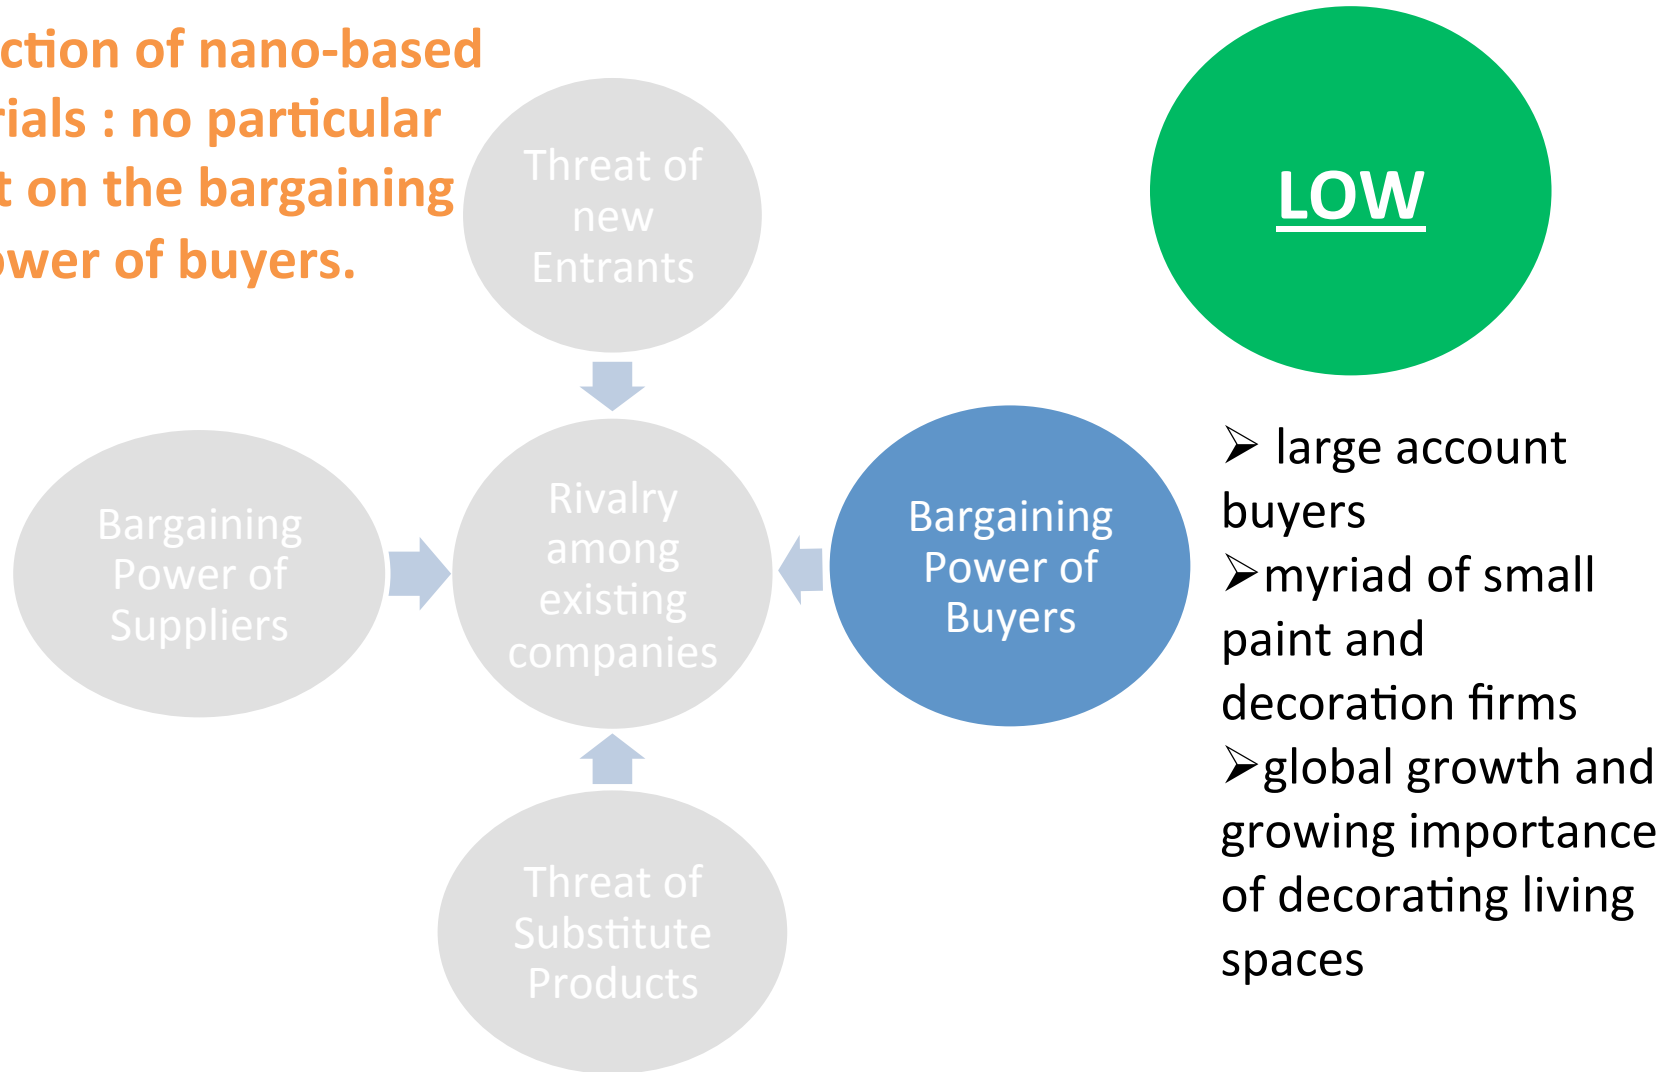 ction of nano-based
rials : no particular
t on the bargaining
ower of buyers.
Threat of
new
Entrants
LOW
Bargaining
Power of
Suppliers
Rivalry
among
existing
companies
Bargaining
Power of
Buyers
➢ large account
buyers
➢myriad of small
paint and
decoration firms
➢global growth and
growing importance
of decorating living
spaces
Threat of
Substitute
Products